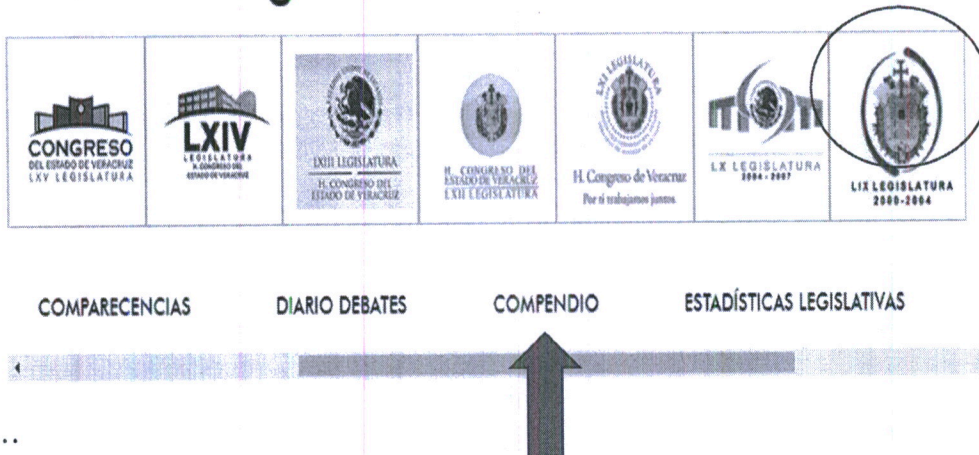 CONGRESO
DEL ESTADO DE VERACRUZ
LXV LEGISLATURA
LXIV
LEGISLATURA
H. CONGRESO DEL
ESTADO DE VERACRUZ
LXIII LEGISLATURA
H. CONGRESO DEL
ESTADO DE VERACRUZ
H. CONGRESO DEL
ESTADO DE VERACRUZ
LXII LEGISLATURA
LXI LEGISLATURA
H. Congreso de Veracruz
Por ti trabajamos juntos.
LX LEGISLATURA
2004 - 2007
LIX LEGISLATURA
2000-2004
COMPARECENCIAS DIARIO DEBATES COMPENDIO ESTADÍSTICAS LEGISLATIVAS
..